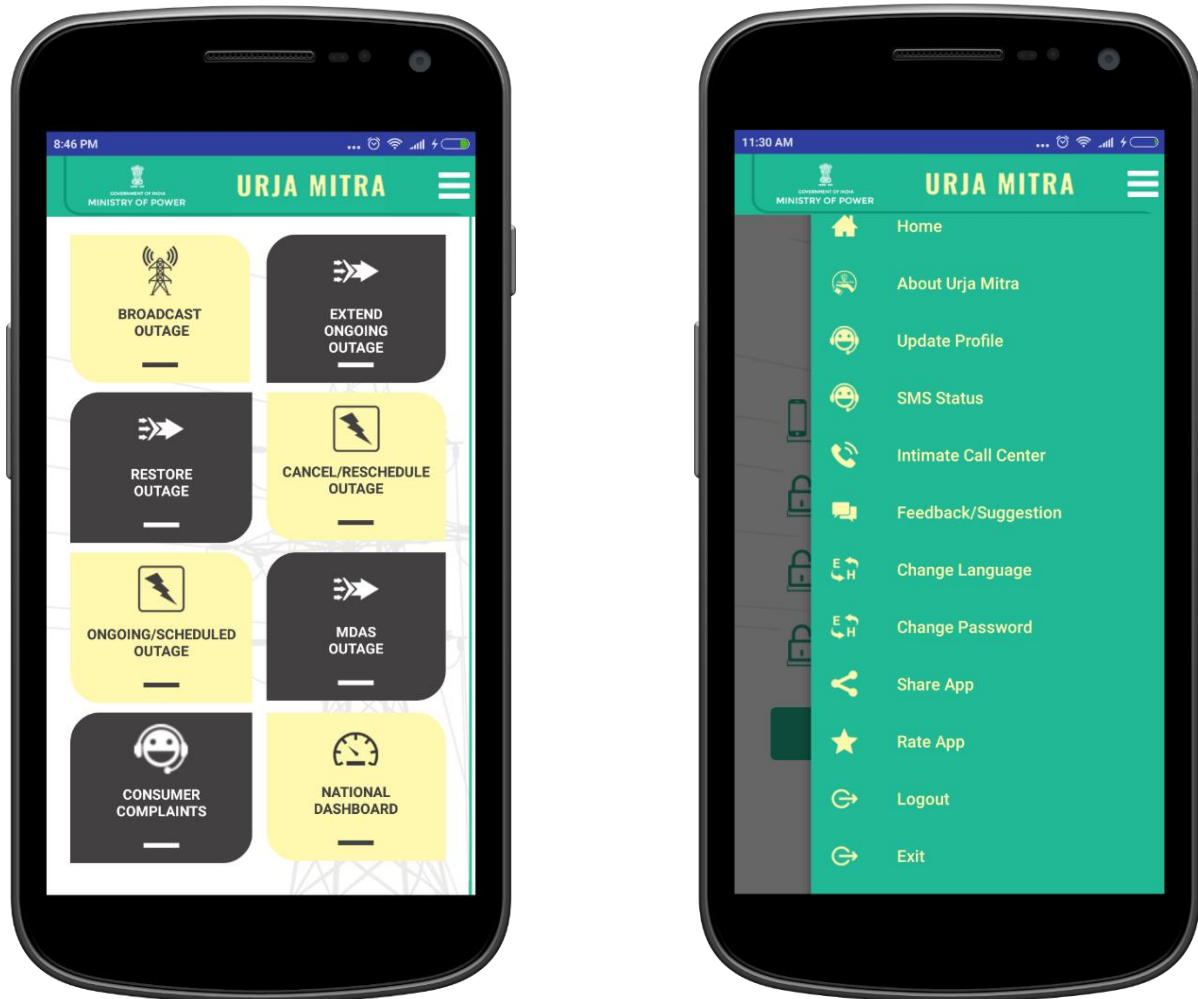 8:46 PM
GOVERNMENT OF INDIA
MINISTRY OF POWER
URJA MITRA
BROADCAST
OUTAGE
EXTEND
ONGOING
OUTAGE
RESTORE
OUTAGE
CANCEL/RESCHEDULE
OUTAGE
ONGOING/SCHEDULED
OUTAGE
MDAS
OUTAGE
CONSUMER
COMPLAINTS
NATIONAL
DASHBOARD
11:30 AM
GOVERNMENT OF INDIA
MINISTRY OF POWER
URJA MITRA
Home
About Urja Mitra
Update Profile
SMS Status
Intimate Call Center
Feedback/Suggestion
E H
Change Language
E H
Change Password
Share App
Rate App
Logout
Exit